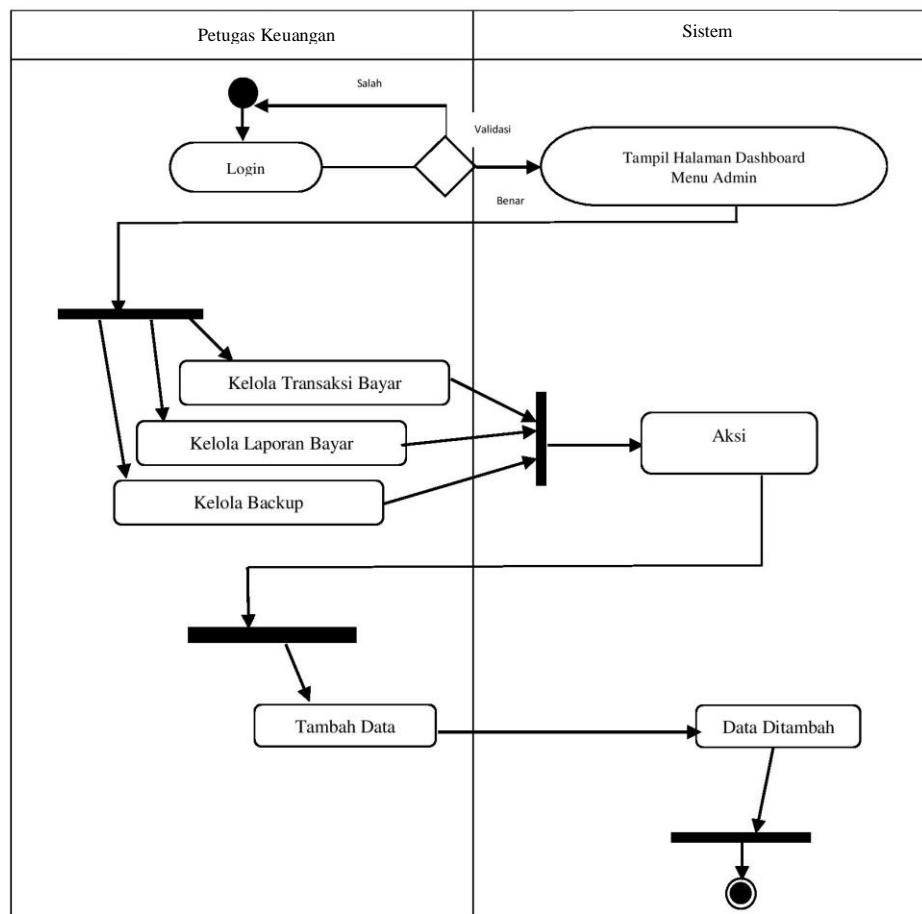 Petugas Keuangan
Sistem
Salah
Validasi
Login
Tampil Halaman Dashboard
Menu Admin
Benar
Kelola Transaksi Bayar
Kelola Laporan Bayar
Aksi
Kelola Backup
Tambah Data
Data Ditambah